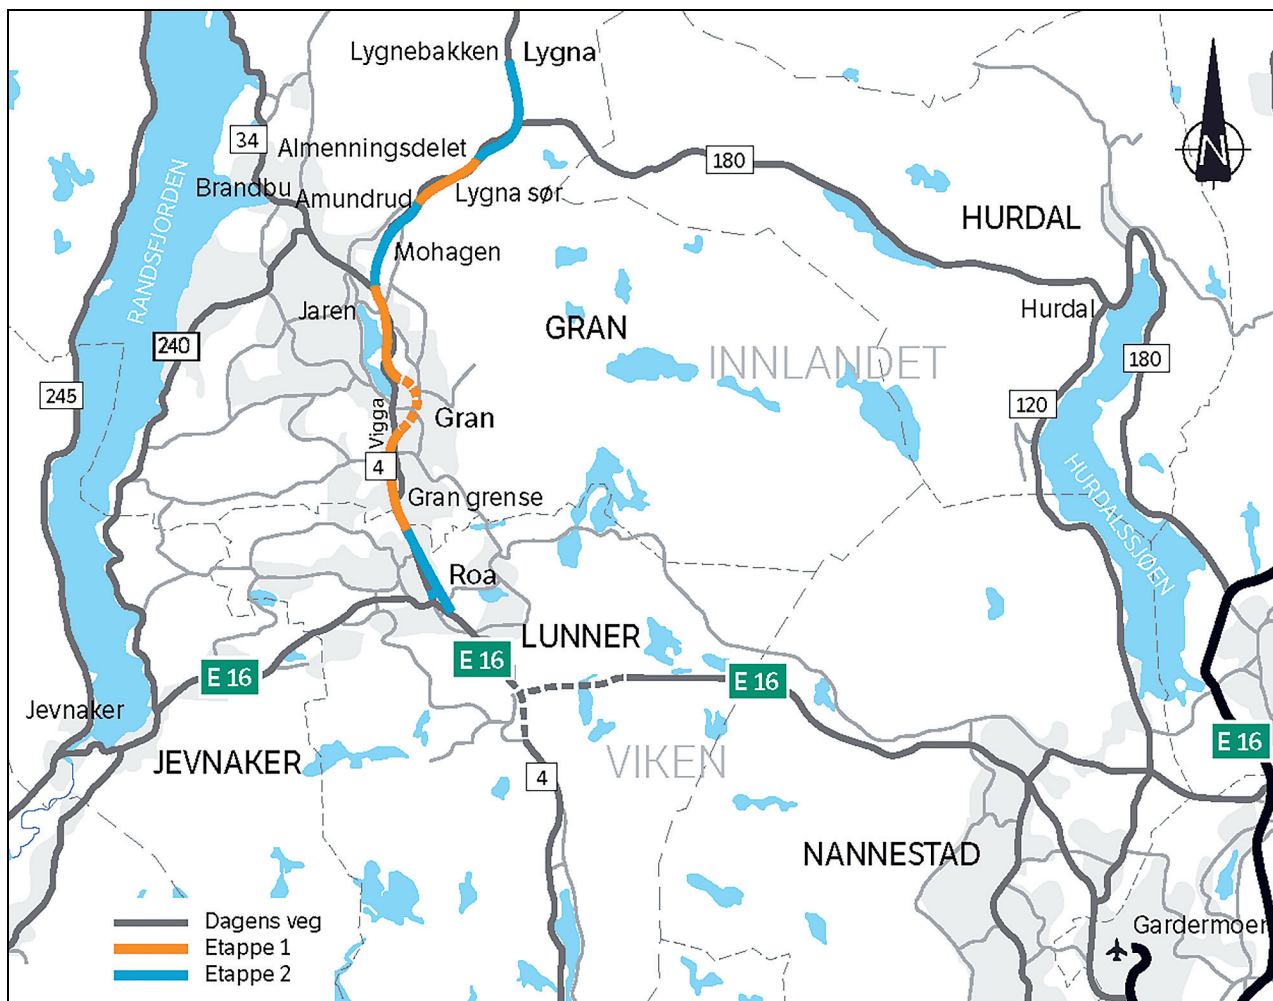 Lygnebakken
Lygna
34
Almenningsdelet
180
Brandbu
Amundrud
Lygna sør
RANDSFJORDEN
HURDAL
Mohagen
N
Jaren
Hurdal
GRAN
240
INNLANDET
180
245
120
Vigga
Gran
4
Gran grense
HURDALSSJØEN
Roa
LUNNER
E 16
E 16
E 16
Jevnaker
E 16
JEVNAKER
VIKEN
4
NANNESTAD
Gardermoen
Dagens veg
Etappe 1
Etappe 2